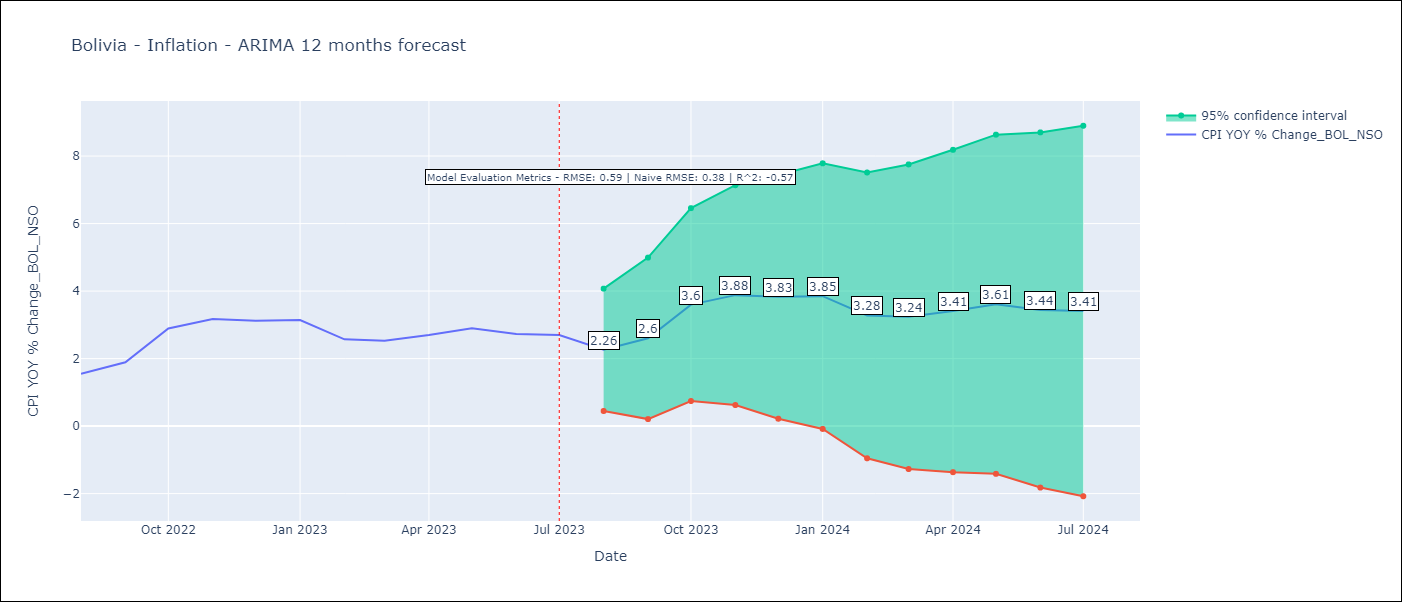 Bolivia - Inflation - ARIMA 12 months forecast
95% confidence interval
CPI YOY % Change_BOL_NSO
CPI YOY % Change_BOL_NSO
8
6
4
2
0
−2
Model Evaluation Metrics - RMSE: 0.59 | Naive RMSE: 0.38 | R^2: -0.57
2.26
2.6
3.6
3.88
3.83
3.85
3.28
3.24
3.41
3.61
3.44
3.41
Oct 2022
Jan 2023
Apr 2023
Jul 2023
Oct 2023
Jan 2024
Apr 2024
Jul 2024
Date